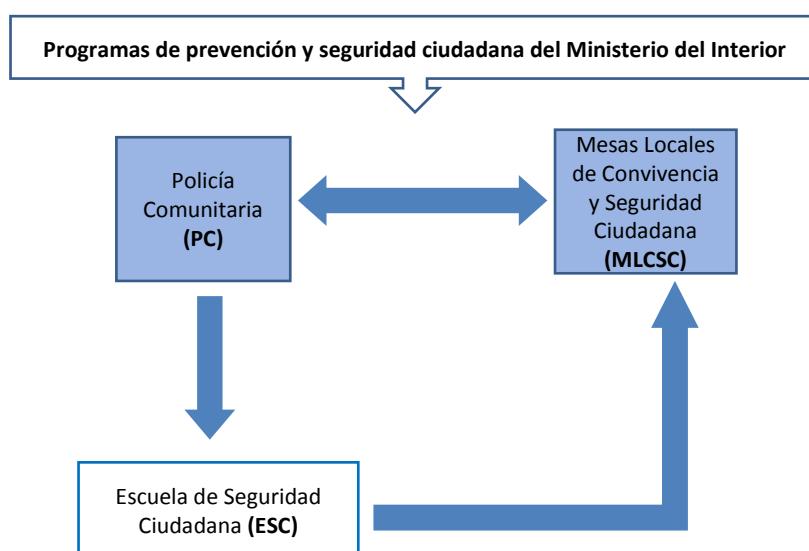 Programas de prevención y seguridad ciudadana del Ministerio del Interior
Policía
Comunitaria
(PC)
Mesas Locales
de Convivencia
y Seguridad
Ciudadana
(MLCSC)
Escuela de Seguridad
Ciudadana (ESC)